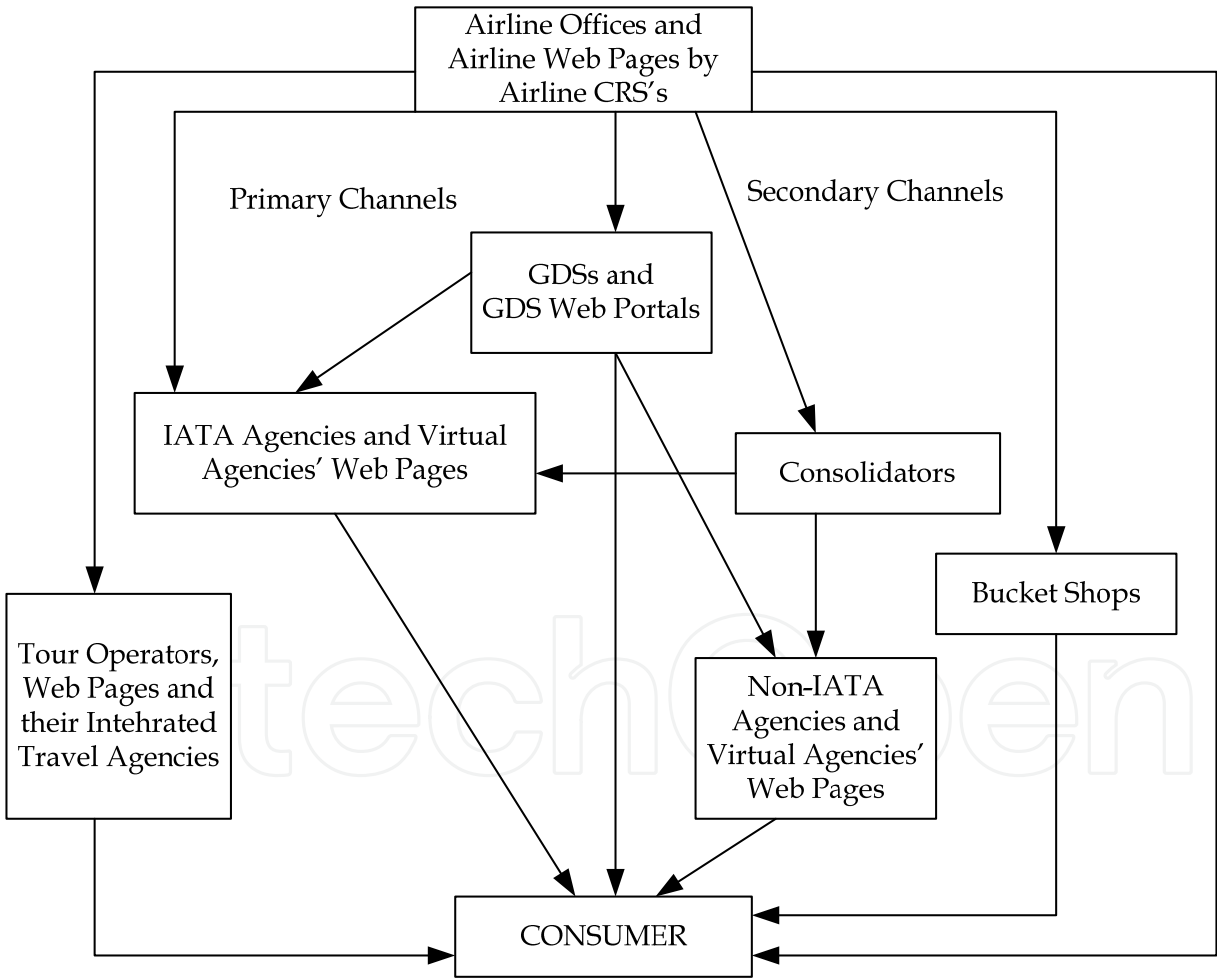 Airline Offices and
Airline Web Pages by
Airline CRS’s
Primary Channels
Secondary Channels
GDSs and
GDS Web Portals
IATA Agencies and Virtual
Agencies’ Web Pages
Consolidators
Bucket Shops
Tour Operators,
Web Pages and
their Intehrated
Travel Agencies
Non-IATA
Agencies and
Virtual Agencies’
Web Pages
CONSUMER
techOpen